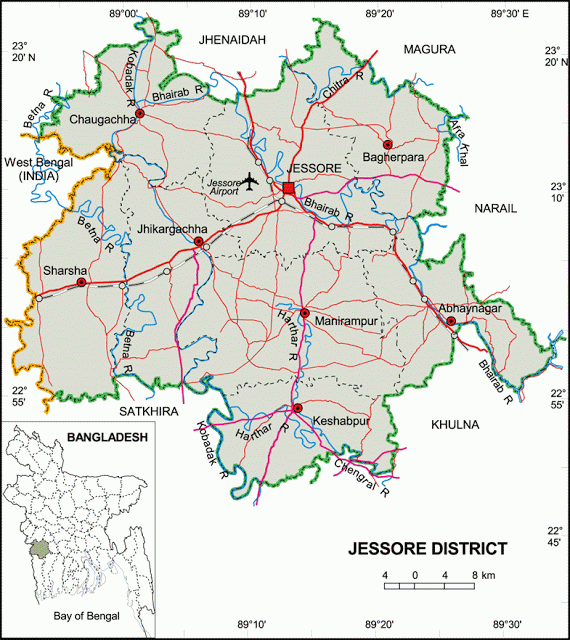 89°00'
89°10'
89°20'
89°30' E
JHENAIDAH
MAGURA
23°
20' N
23°
20' N
Kobadak R
Bhairab R
Chitra R
Betna R
Chaugachha
Arra Khal
West Bengal
(INDIA)
Bagherpara
JESSORE
Jessore
Airport
23°
10'
Bhairab R
NARAIL
Betna R
Jhikargachha
Sharsha
Harihar R
Manirampur
Abhaynagar
Betna R
Bhairab R
22°
55'
22°
55'
SATKHIRA
Kobadak R
Harihar R
Keshabpur
KHULNA
Chengral R
BANGLADESH
Bay of Bengal
22°
45'
JESSORE DISTRICT
4 0 4 8 km
89°10'
89°20'